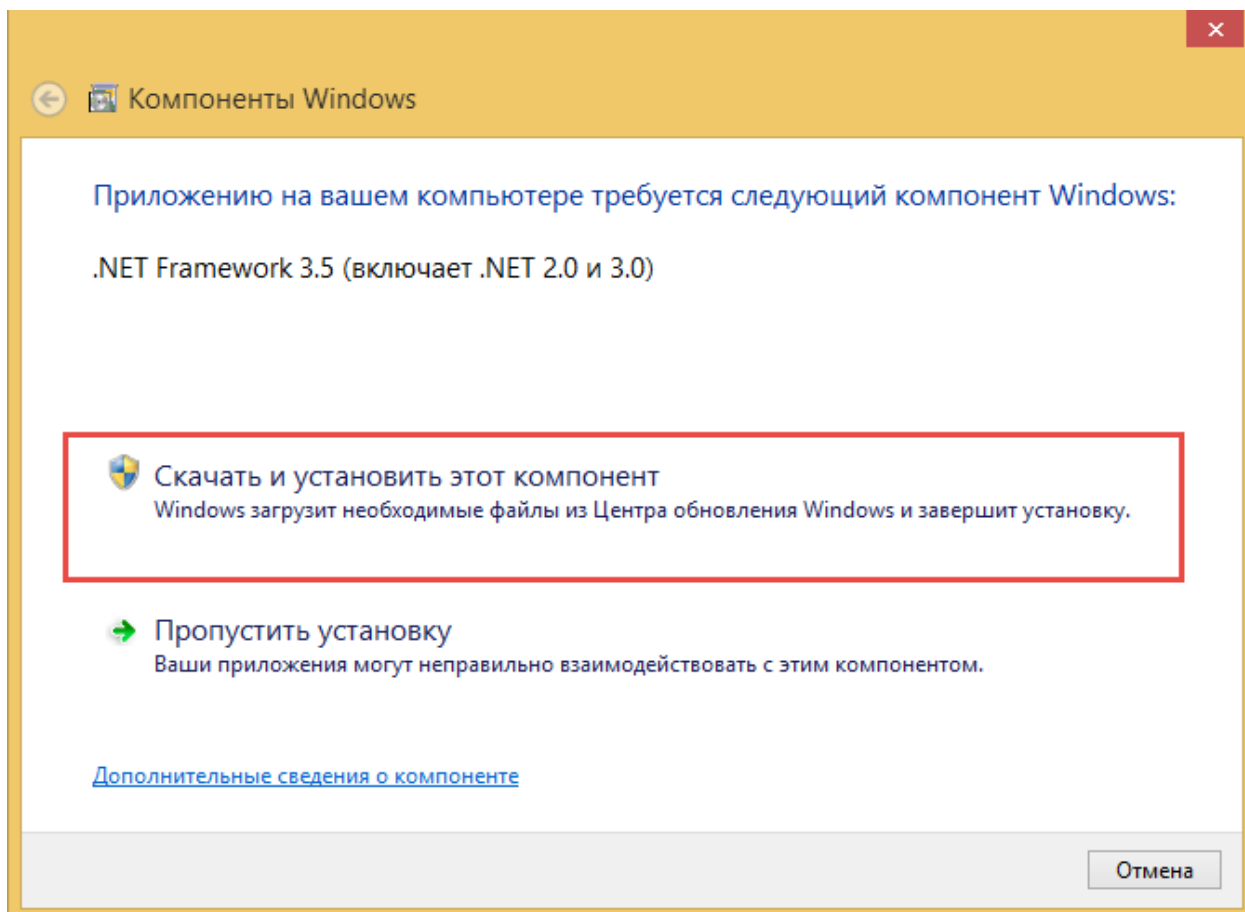 Компоненты Windows
Приложению на вашем компьютере требуется следующий компонент Windows:
.NET Framework 3.5 (включает .NET 2.0 и 3.0)
Скачать и установить этот компонент
Windows загрузит необходимые файлы из Центра обновления Windows и завершит установку.
Пропустить установку
Ваши приложения могут неправильно взаимодействовать с этим компонентом.
Дополнительные сведения о компоненте
Отмена